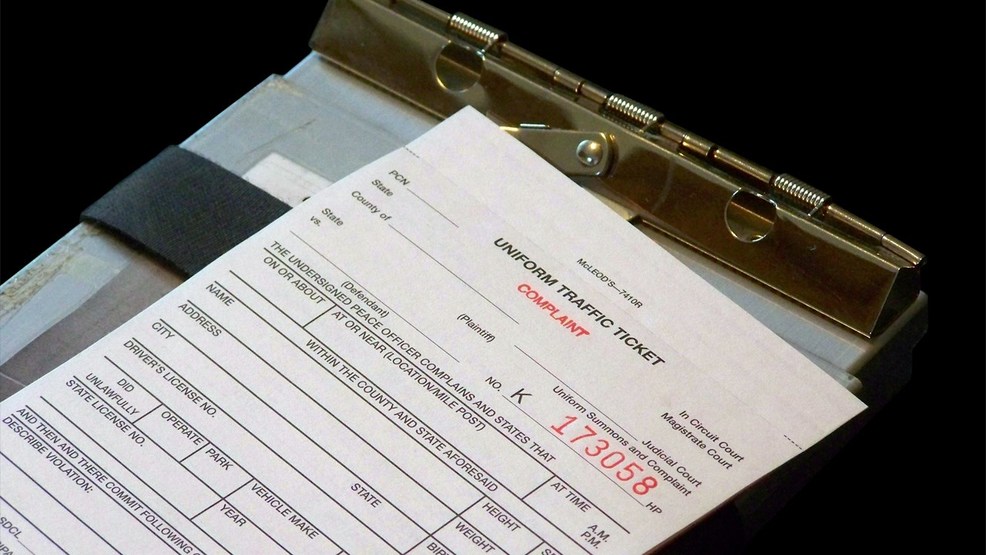 PCN
State
County of
State
vs.
(Defendant)
(Plaintiff)
McLEOD'S—7410R
UNIFORM TRAFFIC TICKET
COMPLAINT
In Circuit Court
Magistrate Court
Judicial Court
Uniform Summons and Complaint
NO. K 173058 HP
THE UNDERSIGNED PEACE OFFICER COMPLAINS AND STATES THAT
ON OR ABOUT
AT OR NEAR (LOCATION/MILE POST)
AT TIME
A.M.
P.M.
WITHIN THE COUNTY AND STATE AFORESAID
NAME
ADDRESS
CITY
STATE
HEIGHT
WEIGHT
DRIVER'S LICENSE NO.
DID
UNLAWFULLY
OPERATE
PARK
STATE LICENSE NO.
YEAR
VEHICLE MAKE
AND THEN AND THERE COMMIT FOLLOWING
DESCRIBE VIOLATION:
SDCL